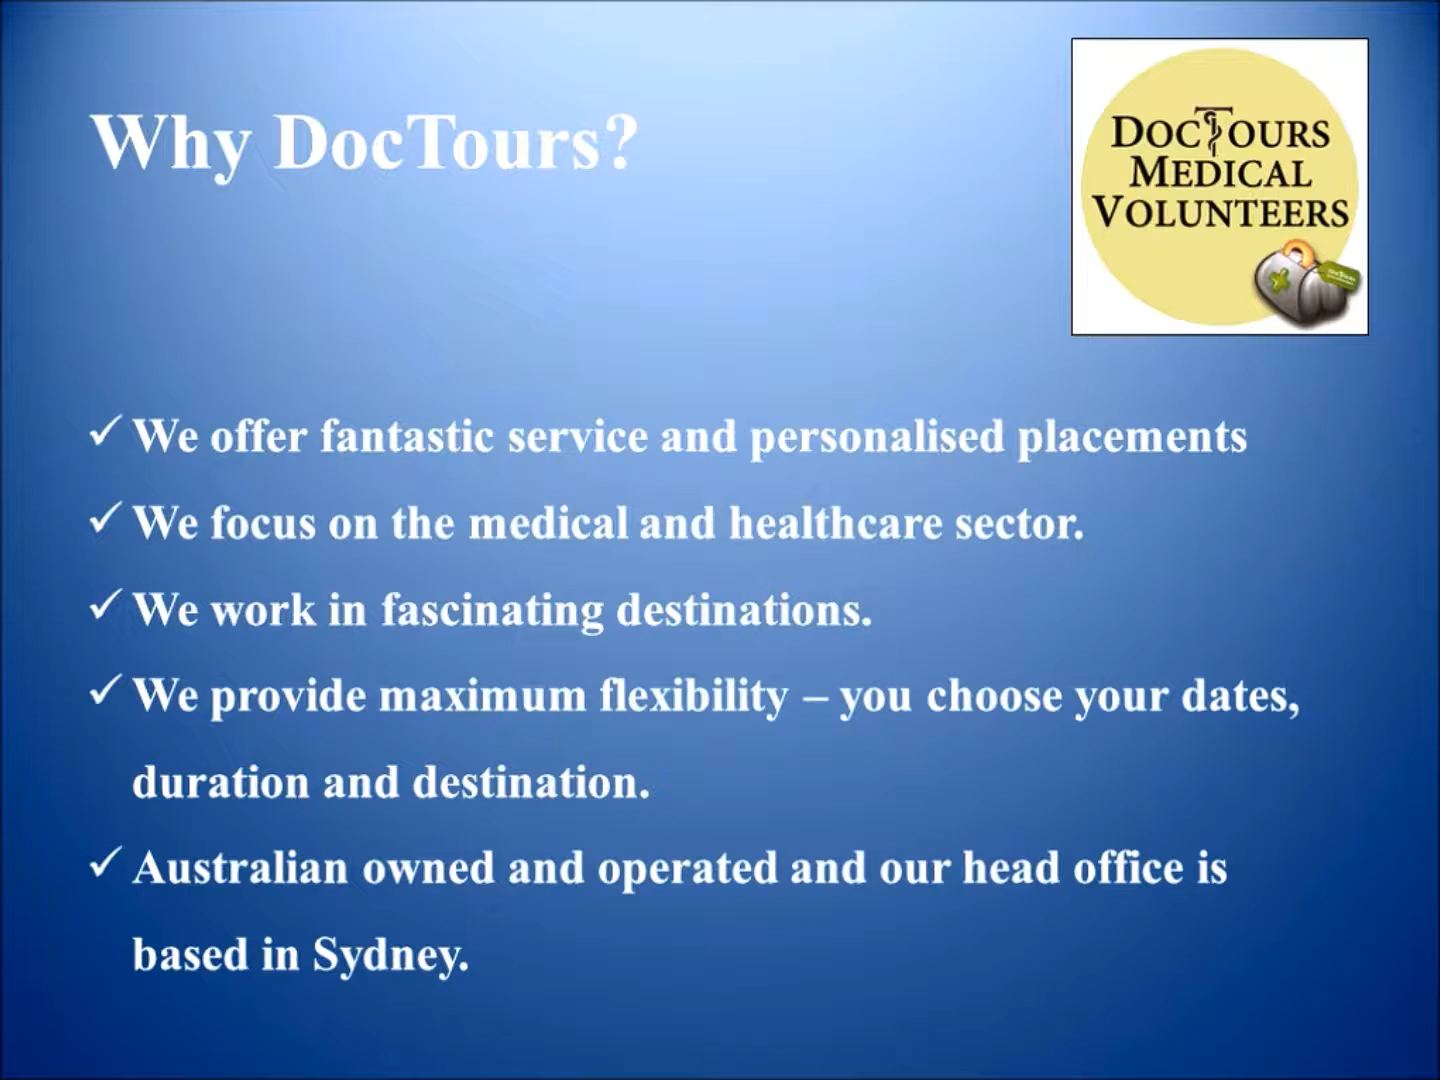 Why DocTours?
DOCTOURS
MEDICAL
VOLUNTEERS
✓ We offer fantastic service and personalised placements
✓ We focus on the medical and healthcare sector.
✓ We work in fascinating destinations.
✓ We provide maximum flexibility – you choose your dates,
duration and destination.
✓ Australian owned and operated and our head office is
based in Sydney.